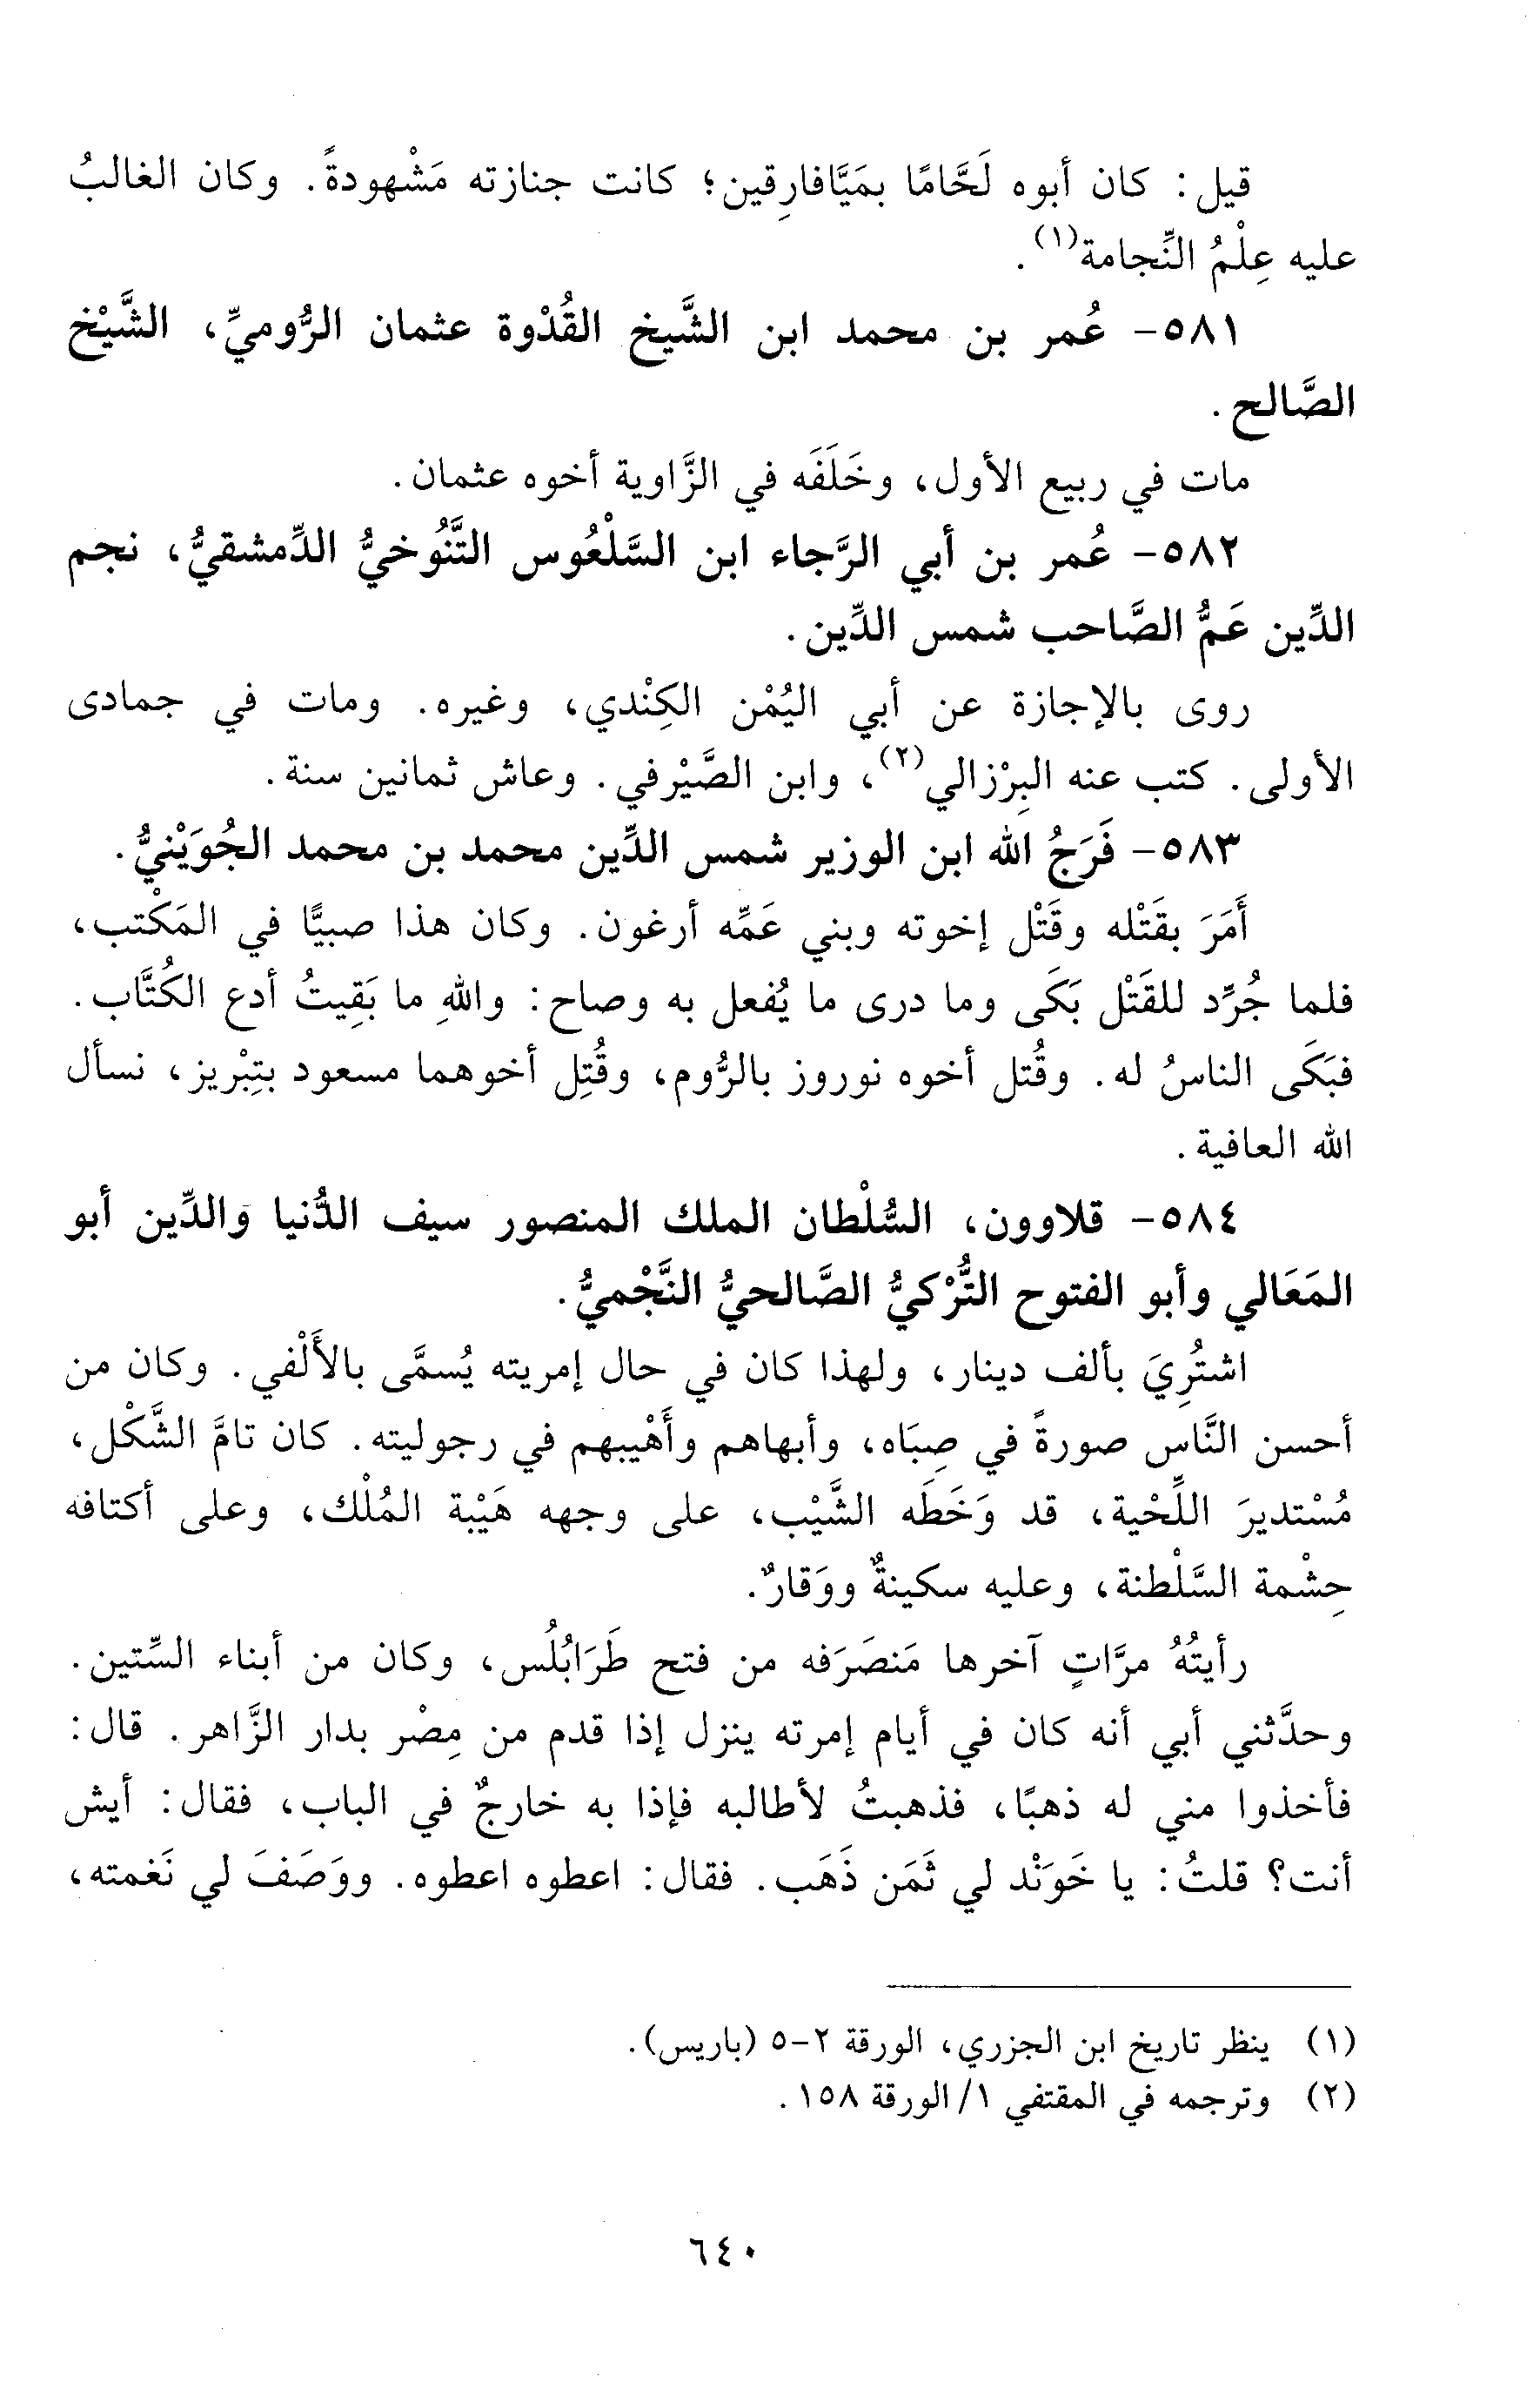 قيل: كان أبوه لَحَّامًا بمَيَّافارِقين؛ كانت جنازته مَشْهودةً. وكان الغالبُ
عليه عِلْمُ النِّجامة(١).
٥٨١- عُمر بن محمد ابن الشَّيخ القُدْوة عثمان الرُّوميِّ، الشَّيْخ
الصَّالح.
مات في ربيع الأول، وخَلَفَه في الزَّاوية أخوه عثمان.
٥٨٢- عُمر بن أبي الرَّجاء ابن السَّلْعُوس التَّنُوخيُّ الدِّمشقيُّ، نجم
الدِّين عَمُّ الصَّاحب شمس الدِّين.
روى بالإجازة عن أبي اليُمْن الكِنْدي، وغيره. ومات في جمادى
الأولى. كتب عنه البِرْزالي(٢)، وابن الصَّيْرفي. وعاش ثمانين سنة.
٥٨٣- فَرَجُ الله ابن الوزير شمس الدِّين محمد بن محمد الجُوَيْنيُّ.
أَمَرَ بقَتْله وقَتْل إخوته وبني عَمِّه أرغون. وكان هذا صبيًّا في المَكْتب،
فلما جُرِّد للقَتْل بَكَى وما درى ما يُفعل به وصاح: واللهِ ما بَقِيتُ أدع الكُتَّاب.
فبَكَى الناسُ له. وقُتل أخوه نوروز بالرُّوم، وقُتِل أخوهما مسعود بتِبْريز، نسأل
الله العافية.
٥٨٤- قلاوون، السُّلْطان الملك المنصور سيف الدُّنيا وَالدِّين أبو
المَعَالي وأبو الفتوح التُّرْكيُّ الصَّالحيُّ النَّجْميُّ.
اشتُرِيَ بألف دينار، ولهذا كان في حال إمريته يُسمَّى بالأَلْفي. وكان من
أحسن النَّاس صورةً في صِبَاه، وأبهاهم وأَهْيبهم في رجوليته. كان تامَّ الشَّكْل،
مُسْتديرَ اللِّحْية، قد وَخَطَه الشَّيْب، على وجهه هَيْبة المُلْك، وعلى أكتافه
حِشْمة السَّلْطنة، وعليه سكينةٌ ووَقارٌ.
رأيتُهُ مرَّاتٍ آخرها مَنصَرَفه من فتح طَرَابُلُس، وكان من أبناء السِّتين.
وحدَّثني أبي أنه كان في أيام إمرته ينزل إذا قدم من مِصْر بدار الزَّاهر. قال:
فأخذوا مني له ذهبًا، فذهبتُ لأطالبه فإذا به خارجٌ في الباب، فقال: أيش
أنت؟ قلتُ: يا خَوَنْد لي ثَمَن ذَهَب. فقال: اعطوه اعطوه. ووَصَفَ لي نَغمته،
(١) ينظر تاريخ ابن الجزري، الورقة ٢-٥ (باريس).
(٢) وترجمه في المقتفي ١/ الورقة ١٥٨.
٦٤٠